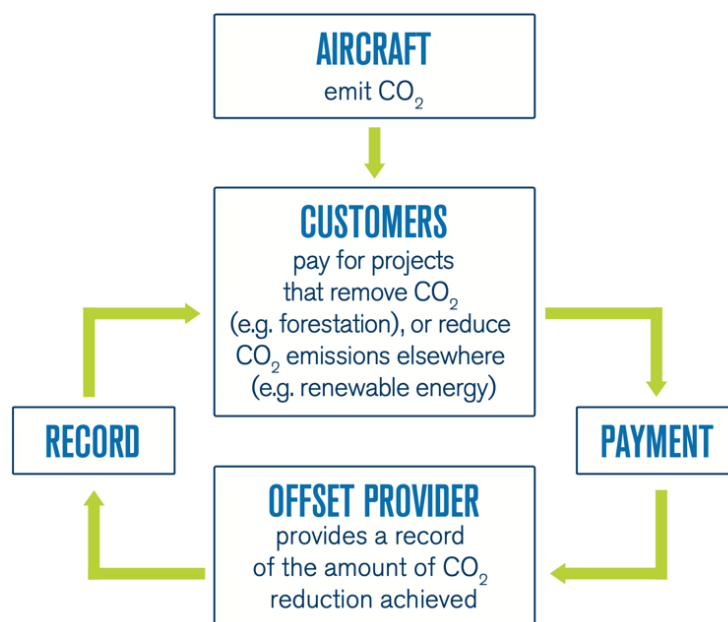 AIRCRAFT
emit CO₂
CUSTOMERS
pay for projects
that remove CO₂
(e.g. forestation), or reduce
CO₂ emissions elsewhere
(e.g. renewable energy)
RECORD
PAYMENT
OFFSET PROVIDER
provides a record
of the amount of CO₂
reduction achieved